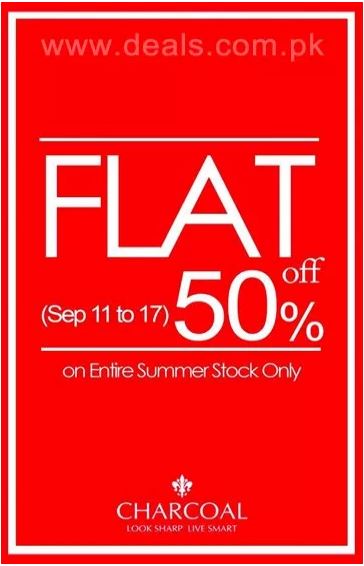 www.deals.com.pk
FLAT
off
(Sep 11 to 17) 50%
on Entire Summer Stock Only
CHARCOAL
LOOK SHARP LIVE SMART